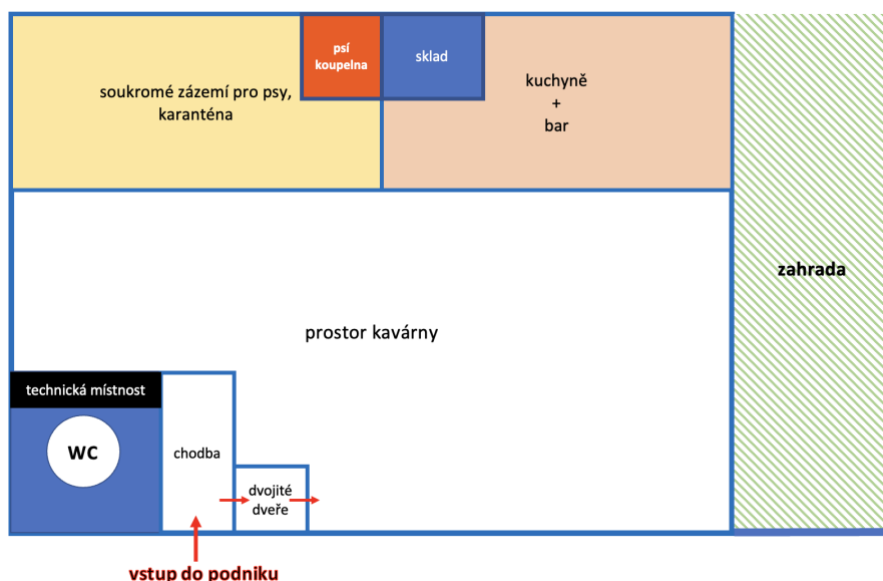 psí
koupelna
sklad
soukromé zázemí pro psy,
karanténa
kuchyně
+
bar
zahrada
prostor kavárny
technická místnost
WC
chodba
dvojité
dveře
vstup do podniku